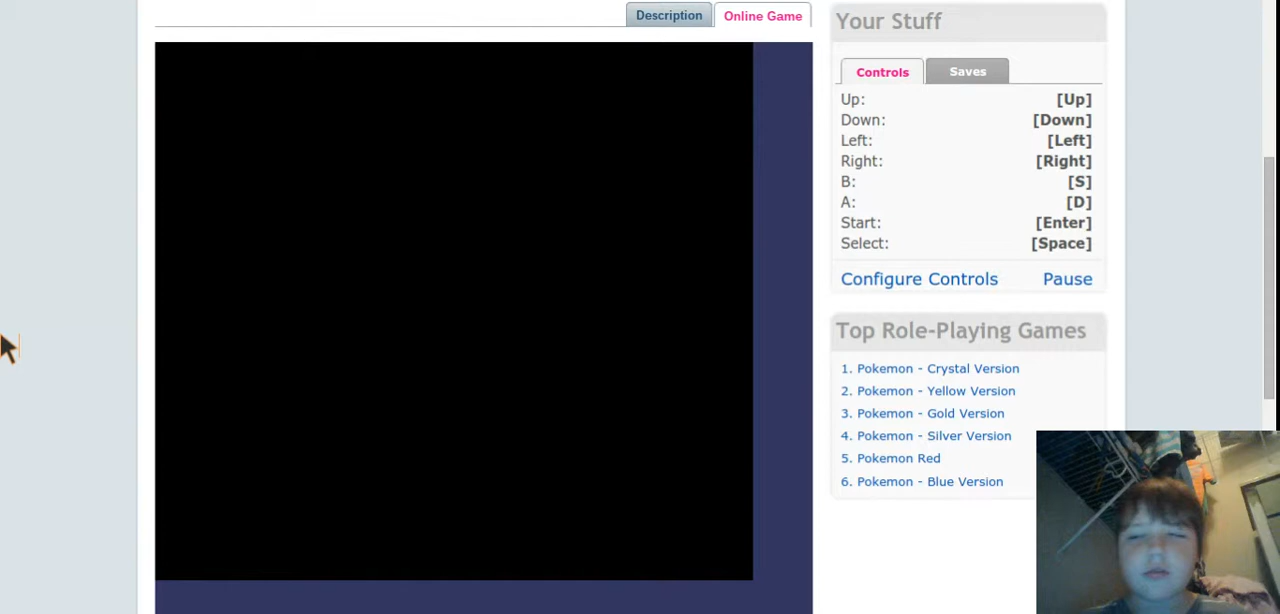 Description Online Game
Your Stuff
Controls Saves
Up: [Up]
Down: [Down]
Left: [Left]
Right: [Right]
B: [S]
A: [D]
Start: [Enter]
Select: [Space]
Configure Controls Pause
Top Role-Playing Games
1. Pokemon - Crystal Version
2. Pokemon - Yellow Version
3. Pokemon - Gold Version
4. Pokemon - Silver Version
5. Pokemon Red
6. Pokemon - Blue Version